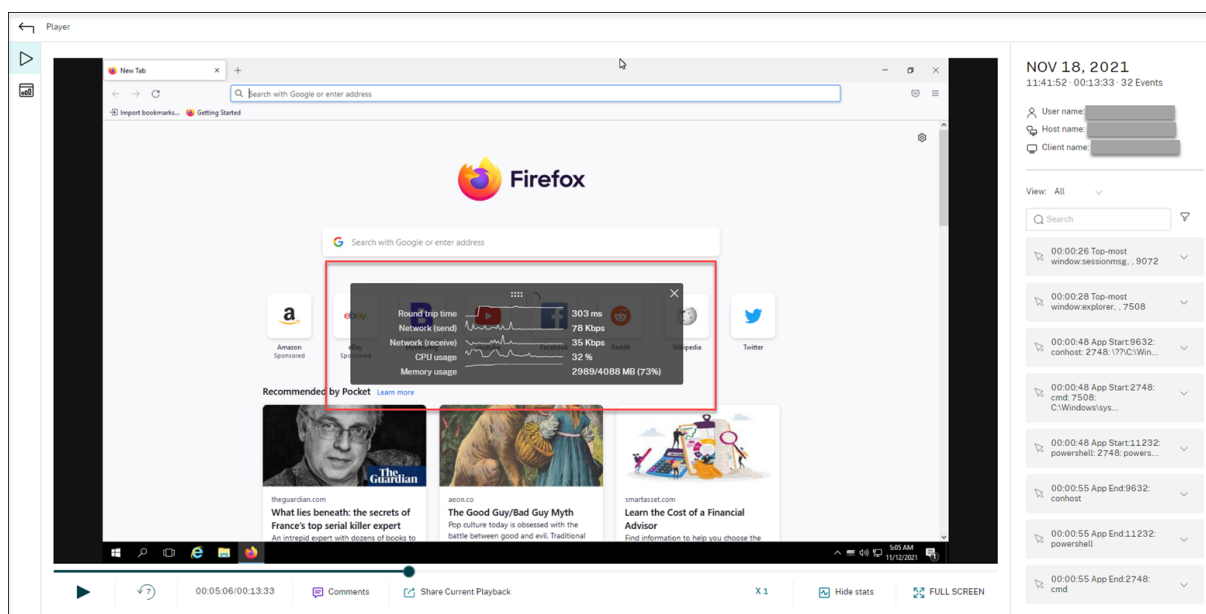 Player
New Tab
Search with Google or enter address
Import bookmarks...
Getting Started
Firefox
Search with Google or enter address
Round trip time 303 ms
Network (send) 78 Kbps
Network (receive) 35 Kbps
CPU usage 32 %
Memory usage 2989/4088 MB (73%)
a
ebay
Amazon
Sponsored
eBay
Facebook
Reddit
Wikipedia
Twitter
Recommended by Pocket Learn more
The
Guardian
theguardian.com
What lies beneath: the secrets of
France's top serial killer expert
An intrepid expert with dozens of books to
aeon.co
The Good Guy/Bad Guy Myth
Pop culture today is obsessed with the
battle between good and evil. Traditional
smartasset.com
Learn the Cost of a Financial
Advisor
Find information to help you choose the
5:05 AM
11/12/2021
00:05:06/00:13:33
7
Comments
Share Current Playback
X 1
Hide stats
FULL SCREEN
NOV 18, 2021
11:41:52 · 00:13:33 · 32 Events
User name:
Host name:
Client name:
View: All
Search
00:00:26 Top-most
window:sessionmsg, , 9072
00:00:28 Top-most
window:explorer, , 7508
00:00:48 App Start:9632:
conhost: 2748: \??\C:\Win...
00:00:48 App Start:2748:
cmd: 7508:
C:\Windows\sys...
00:00:48 App Start:11232:
powershell: 2748: powers...
00:00:55 App End:9632:
conhost
00:00:55 App End:11232:
powershell
00:00:55 App End:2748:
cmd